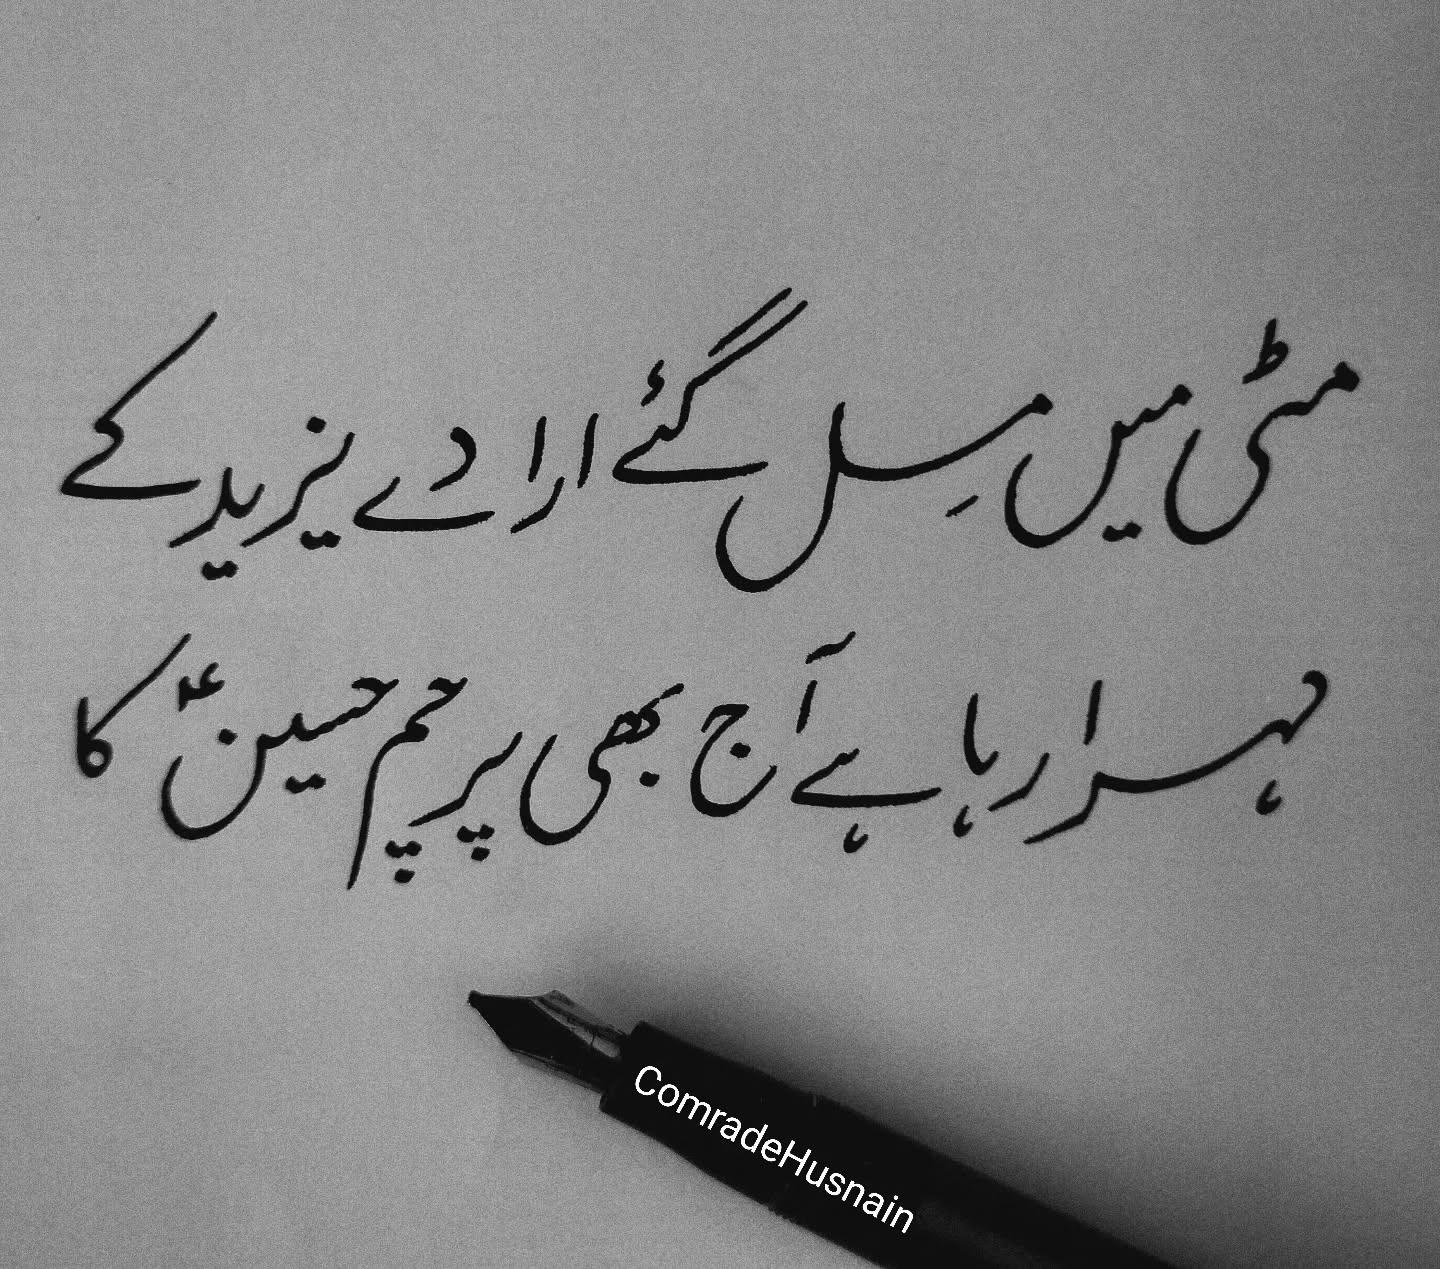 مٹی میں مِل گئے ارادے یزید کے
لہرا رہا ہے آج بھی پرچم حسینؑ کا
ComradeHusnain